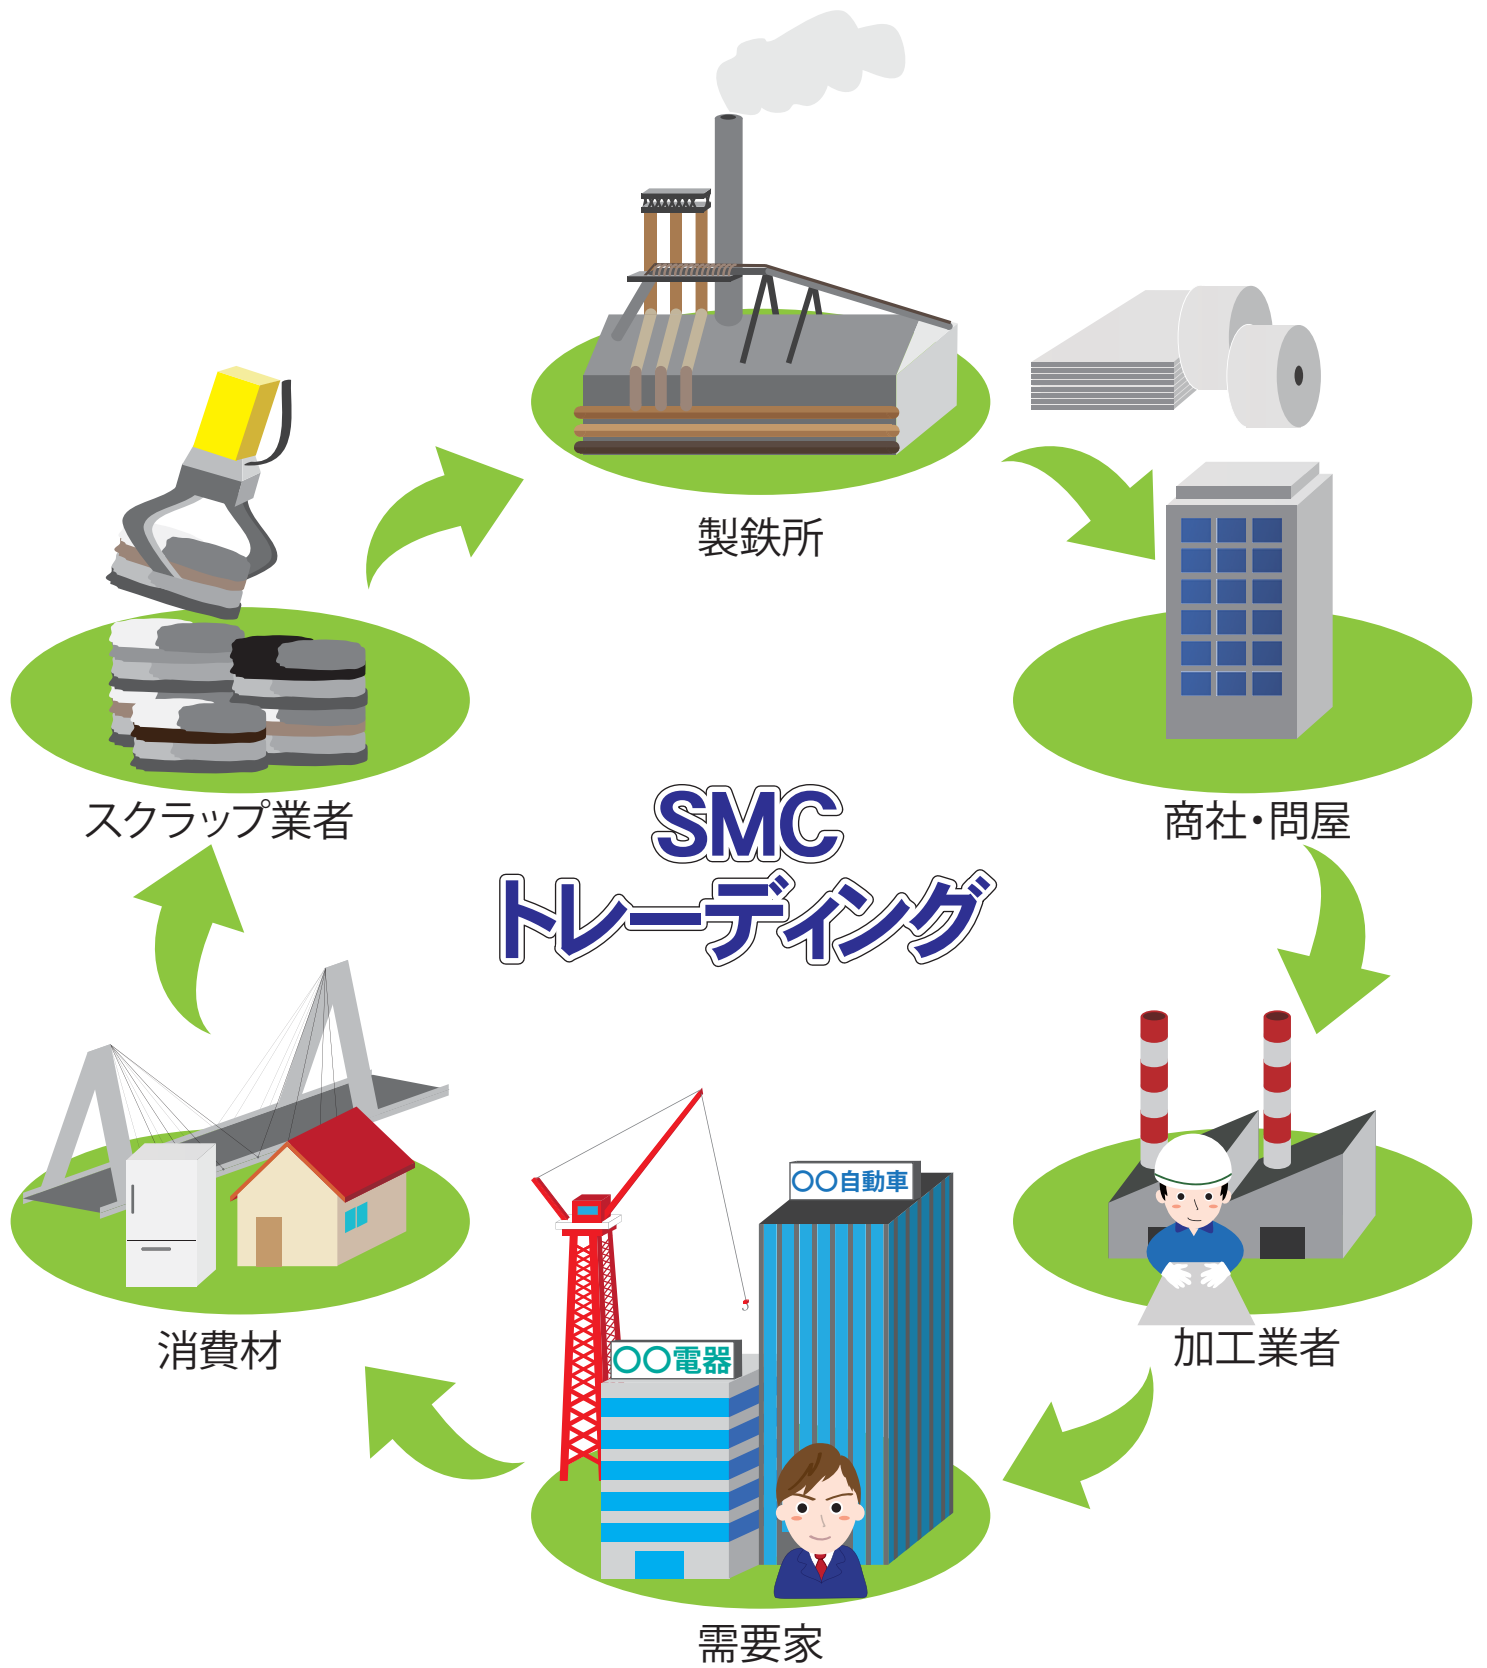 製鉄所
スクラップ業者
商社・問屋
SMC
トレーディング
〇〇自動車
〇〇電器
消費材
加工業者
需要家